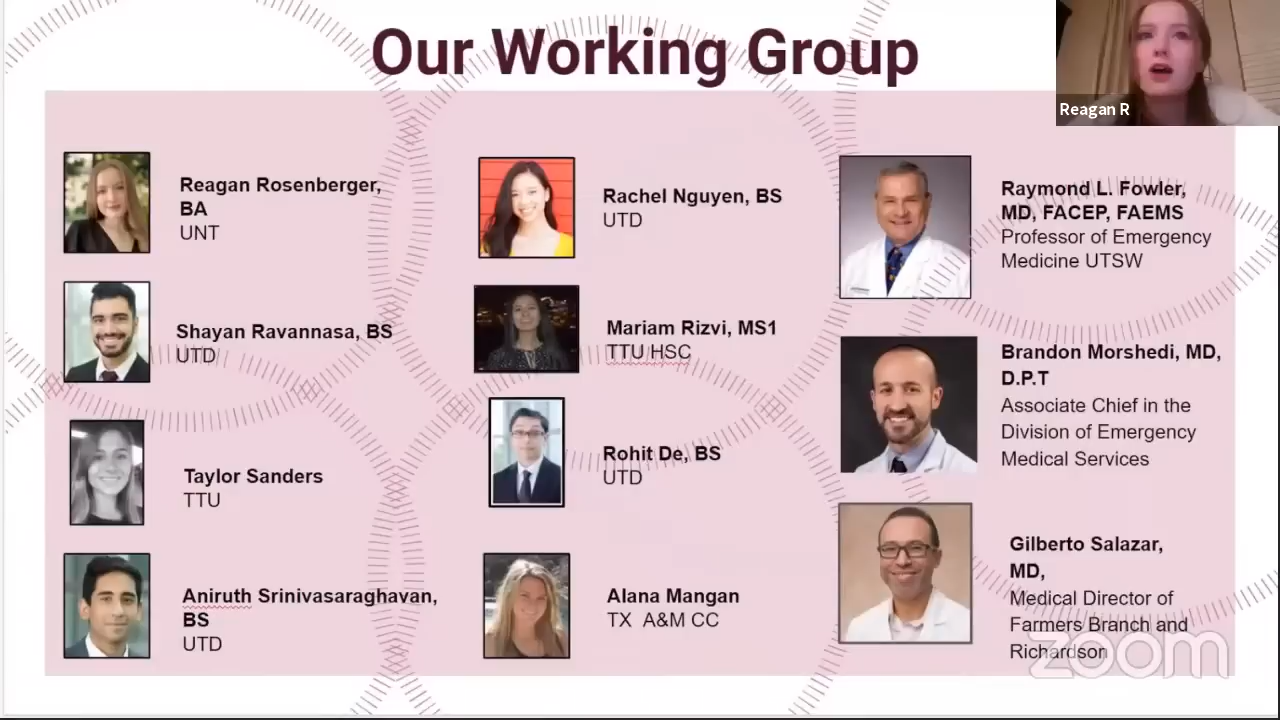 Our Working Group
Reagan R
Reagan Rosenberger,
BA
UNT
Shayan Ravannasa, BS
UTD
Taylor Sanders
TTU
Aniruth Srinivasaraghavan,
BS
UTD
Rachel Nguyen, BS
UTD
Mariam Rizvi, MS1
TTU HSC
Rohit De, BS
UTD
Alana Mangan
TX A&M CC
Raymond L. Fowler,
MD, FACEP, FAEMS
Professor of Emergency
Medicine UTSW
Brandon Morshedi, MD,
D.P.T
Associate Chief in the
Division of Emergency
Medical Services
Gilberto Salazar,
MD,
Medical Director of
Farmers Branch and
Richardson
zoom